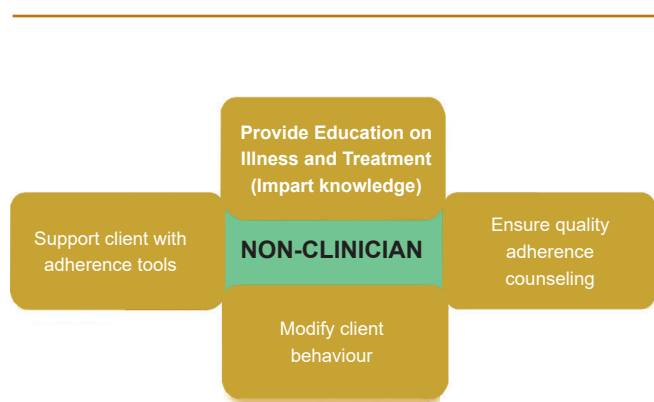 Provide Education on
Illness and Treatment
(Impart knowledge)
Support client with
adherence tools
NON-CLINICIAN
Ensure quality
adherence
counseling
Modify client
behaviour